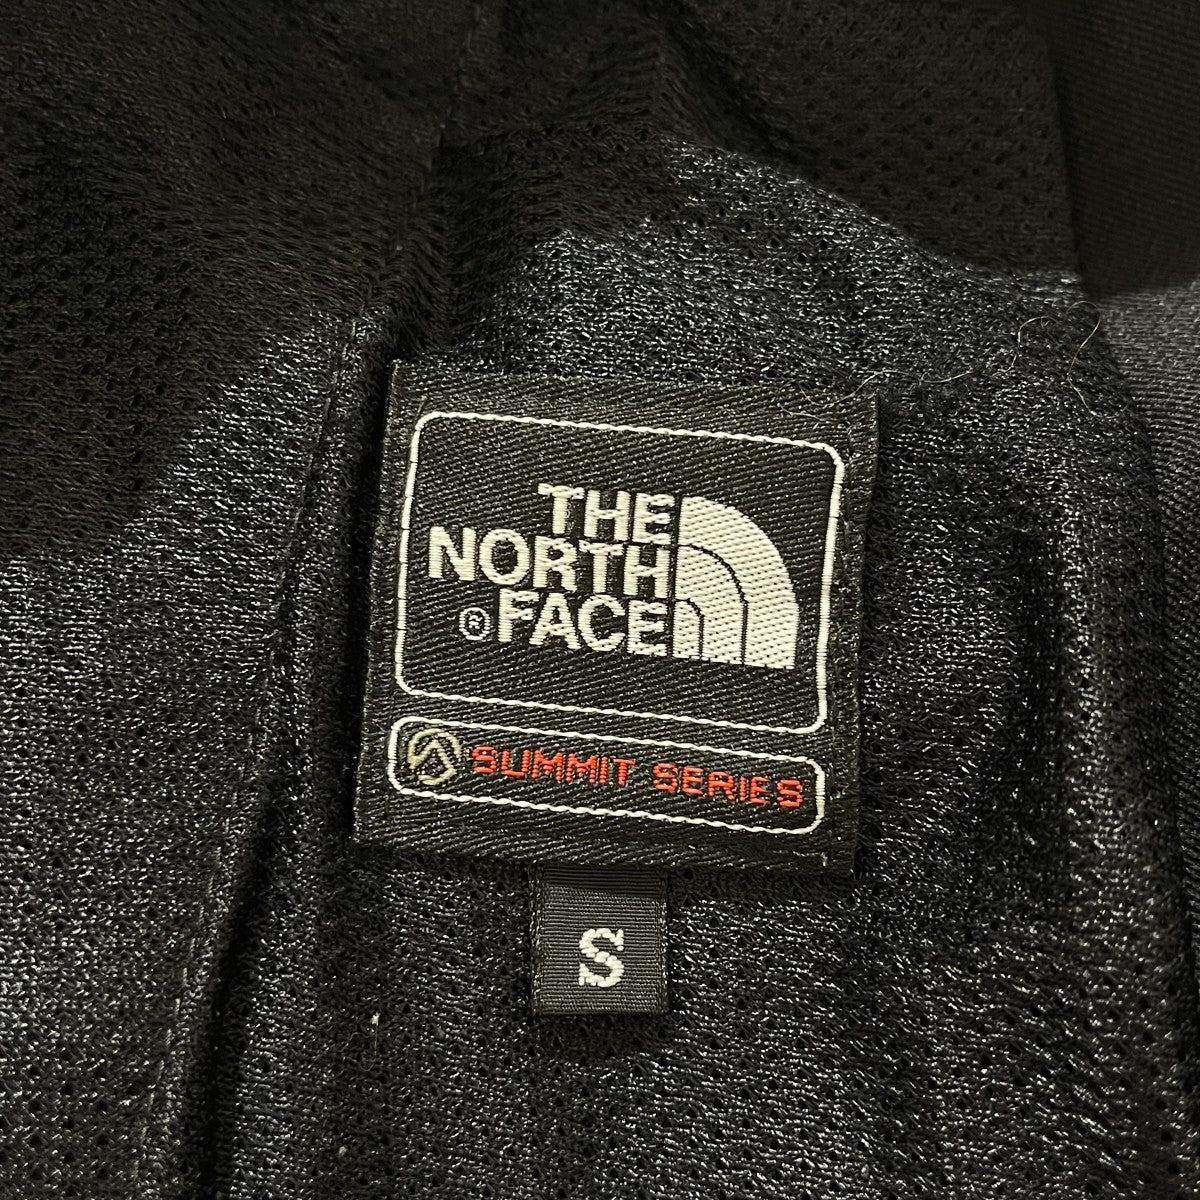 THE
NORTH
® FACE
SUMMIT SERIES
S